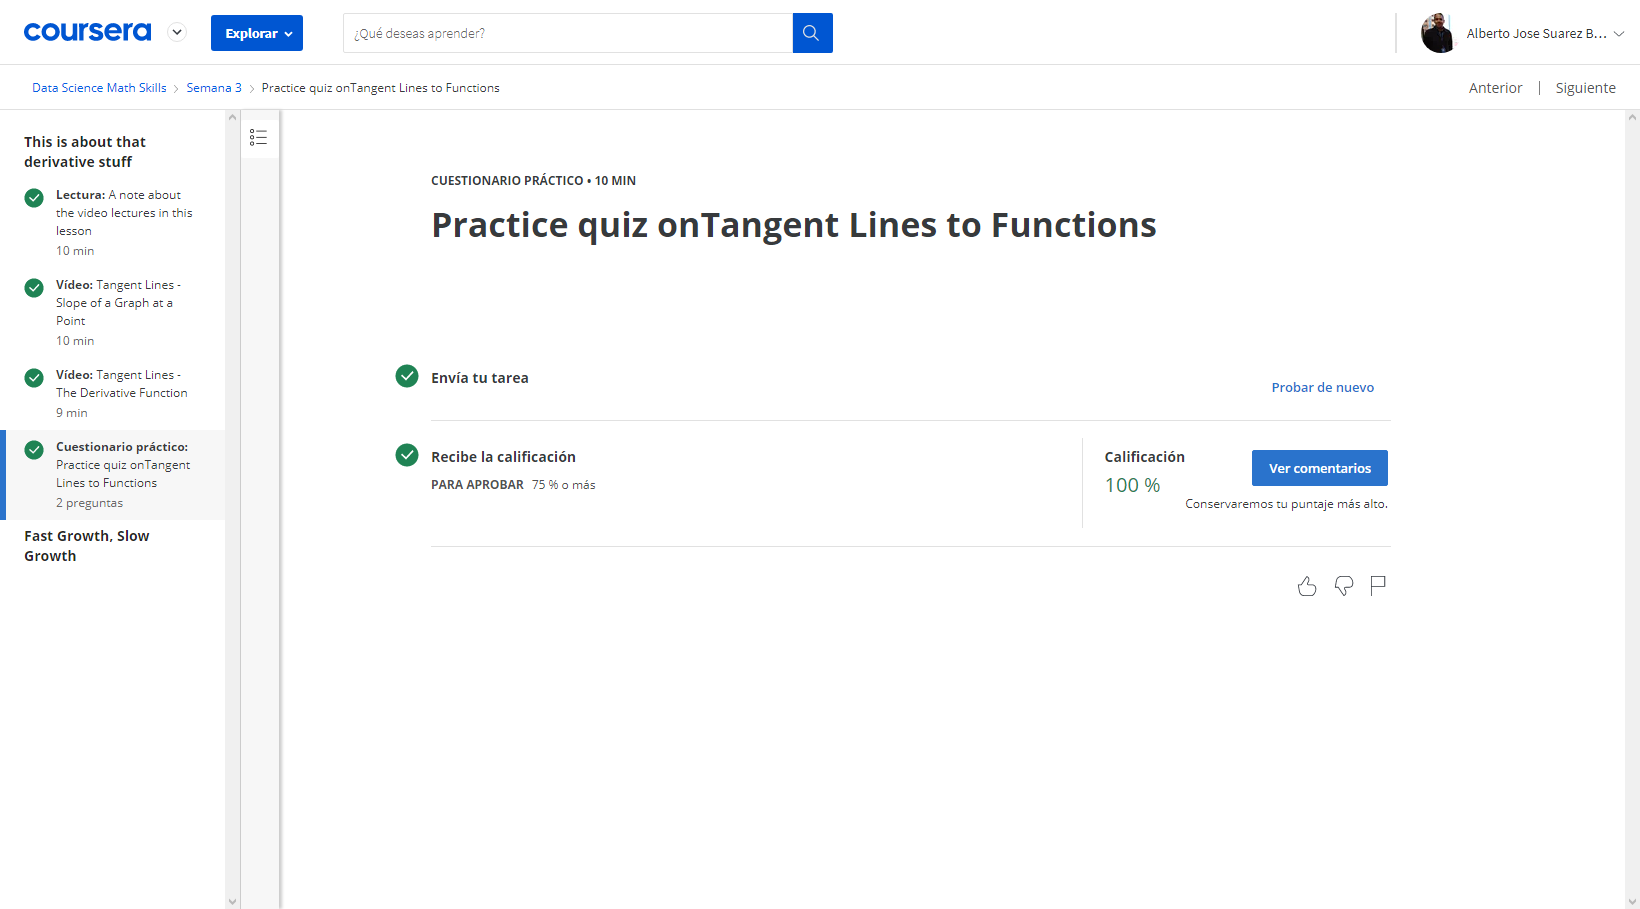 coursera
Explorar
¿Qué deseas aprender?
Alberto Jose Suarez B...
Data Science Math Skills > Semana 3 > Practice quiz onTangent Lines to Functions
Anterior | Siguiente
This is about that
derivative stuff
Lectura: A note about
the video lectures in this
lesson
10 min
Vídeo: Tangent Lines -
Slope of a Graph at a
Point
10 min
Vídeo: Tangent Lines -
The Derivative Function
9 min
Cuestionario práctico:
Practice quiz onTangent
Lines to Functions
2 preguntas
Fast Growth, Slow
Growth
CUESTIONARIO PRÁCTICO • 10 MIN
Practice quiz onTangent Lines to Functions
Envía tu tarea
Probar de nuevo
Recibe la calificación
PARA APROBAR 75 % o más
Calificación
100 %
Ver comentarios
Conservaremos tu puntaje más alto.